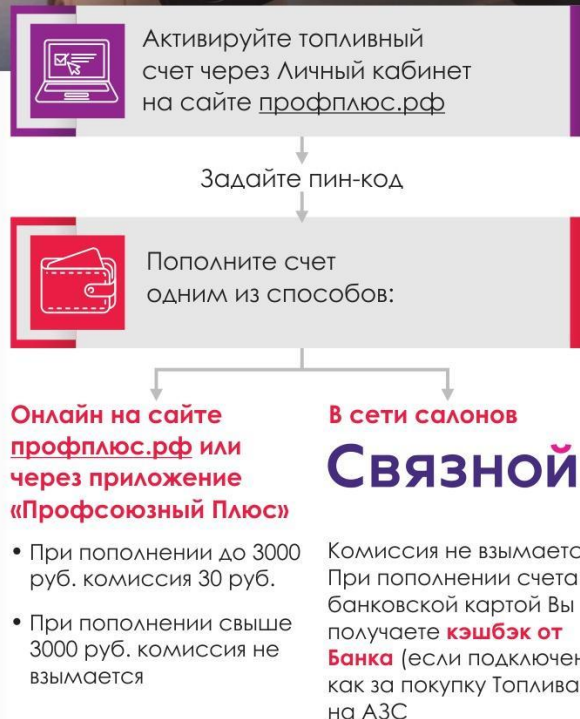 Активируйте топливный
счет через Личный кабинет
на сайте профплюс.рф
Задайте пин-код
Пополните счет
одним из способов:
Онлайн на сайте
профплюс.рф или
через приложение
«Профсоюзный Плюс»
• При пополнении до 3000
руб. комиссия 30 руб.
• При пополнении свыше
3000 руб. комиссия не
взымается
В сети салонов
Связной
Комиссия не
При пополнении счета
банковской картой Вы
получаете кэшбэк от
Банка (если
как за покупку Топлива
на АЗС